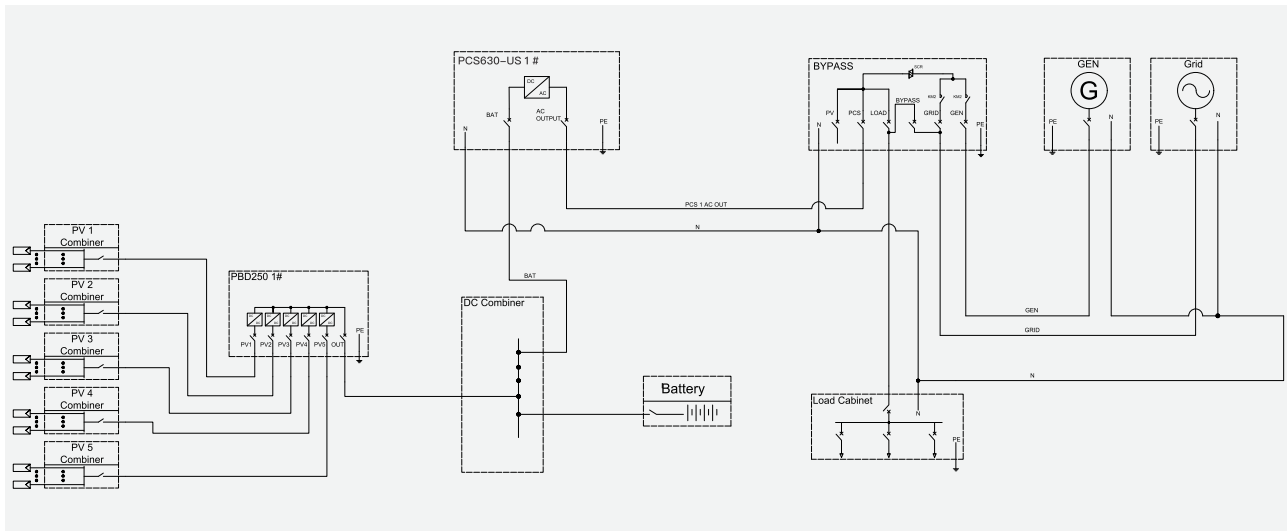 PCS630-US 1 #
DC
AC
BAT
AC
OUTPUT
N
PE
BYPASS
SCR
KM2
KM2
BYPASS
PV
PCS
LOAD
GRID
GEN
N
PE
GEN
G
PE
N
Grid
PE
N
PCS 1 AC OUT
N
BAT
PV 1
Combiner
PV 2
Combiner
PV 3
Combiner
PV 4
Combiner
PV 5
Combiner
PBD250 1#
PV1
PV2
PV3
PV4
PV5
OUT
PE
DC Combiner
Battery
GEN
GRID
N
Load Cabinet
N
PE